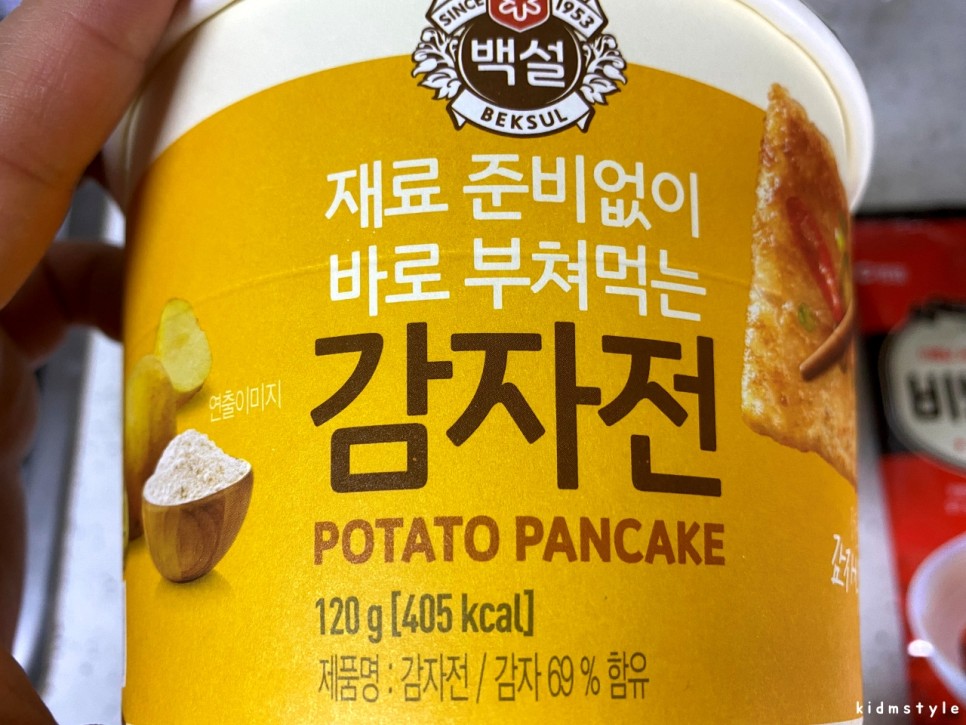 SINCE 1953
백설
BEKSUL
재료 준비없이
바로 부쳐먹는
감자전
연출이미지
POTATO PANCAKE
120 g [405 kcal]
제품명 : 감자전 / 감자 69 % 함유
kidmstyle